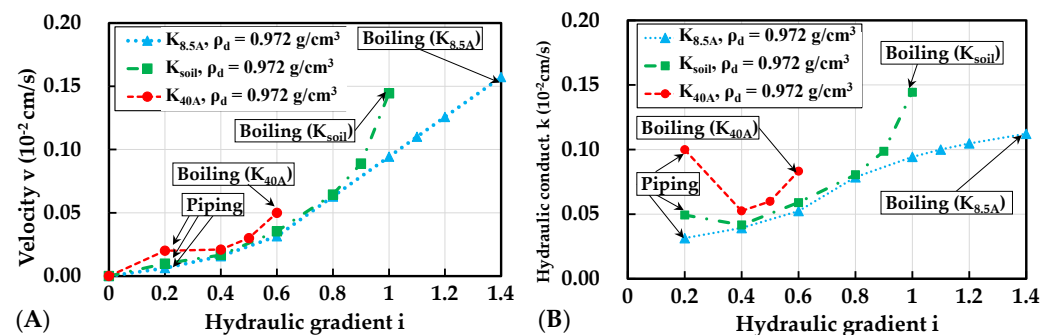 0.20
0.15
0.10
0.05
0.00
Velocity v (10⁻² cm/s)
K8.5A, ρd = 0.972 g/cm³
Ksoil, ρd = 0.972 g/cm³
K40A, ρd = 0.972 g/cm³
Boiling (K8.5A)
Boiling (Ksoil)
Boiling (K40A)
Piping
0 0.2 0.4 0.6 0.8 1 1.2 1.4
Hydraulic gradient i
(A)
0.20
0.15
0.10
0.05
0.00
Hydraulic conduct k (10⁻² cm/s)
K8.5A, ρd = 0.972 g/cm³
Ksoil, ρd = 0.972 g/cm³
K40A, ρd = 0.972 g/cm³
Boiling (Ksoil)
Boiling (K40A)
Piping
Boiling (K8.5A)
0 0.2 0.4 0.6 0.8 1 1.2 1.4
Hydraulic gradient i
(B)